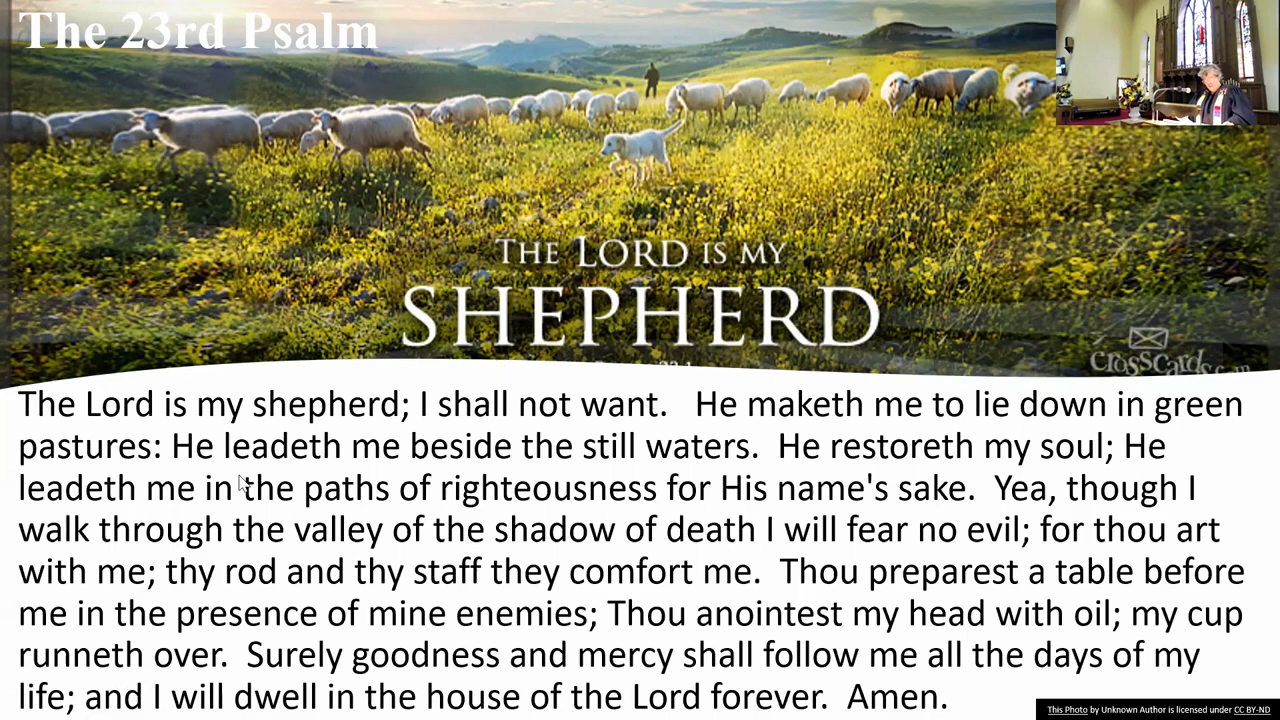 The 23rd Psalm
THE LORD IS MY
SHEPHERD
crosscards.com
The Lord is my shepherd; I shall not want.   He maketh me to lie down in green
pastures: He leadeth me beside the still waters.  He restoreth my soul; He
leadeth me in the paths of righteousness for His name's sake.  Yea, though I
walk through the valley of the shadow of death I will fear no evil; for thou art
with me; thy rod and thy staff they comfort me.  Thou preparest a table before
me in the presence of mine enemies; Thou anointest my head with oil; my cup
runneth over.  Surely goodness and mercy shall follow me all the days of my
life; and I will dwell in the house of the Lord forever.  Amen.
This Photo by Unknown Author is licensed under CC BY-ND